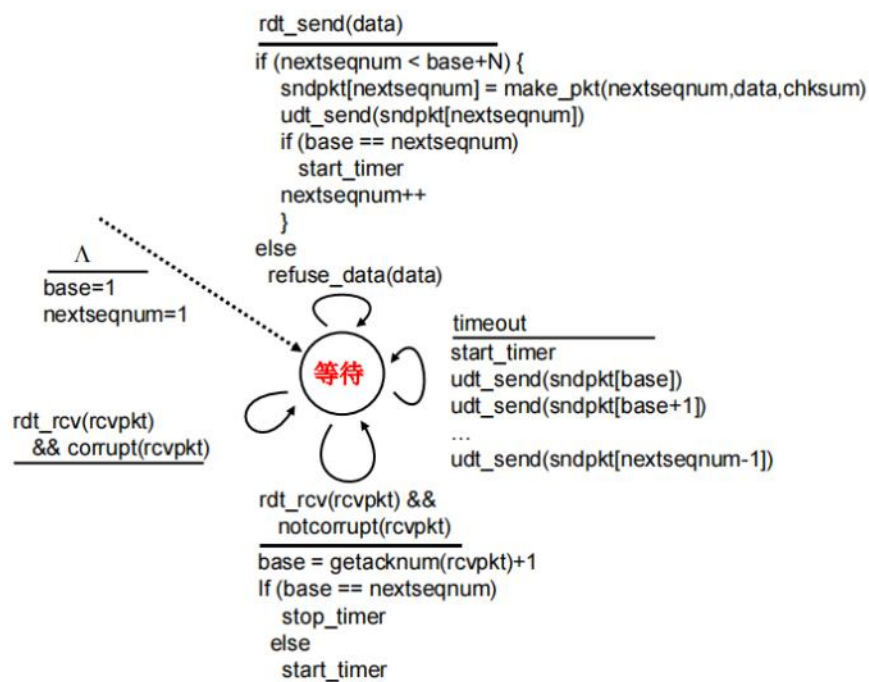 rdt_send(data)
if (nextseqnum < base+N) {
sndpkt[nextseqnum] = make_pkt(nextseqnum,data,chksum)
udt_send(sndpkt[nextseqnum])
if (base == nextseqnum)
start_timer
nextseqnum++
}
else
refuse_data(data)
Λ
base=1
nextseqnum=1
等待
timeout
start_timer
udt_send(sndpkt[base])
udt_send(sndpkt[base+1])
...
udt_send(sndpkt[nextseqnum-1])
rdt_rcv(rcvpkt)
&& corrupt(rcvpkt)
rdt_rcv(rcvpkt) &&
notcorrupt(rcvpkt)
base = getacknum(rcvpkt)+1
If (base == nextseqnum)
stop_timer
else
start_timer